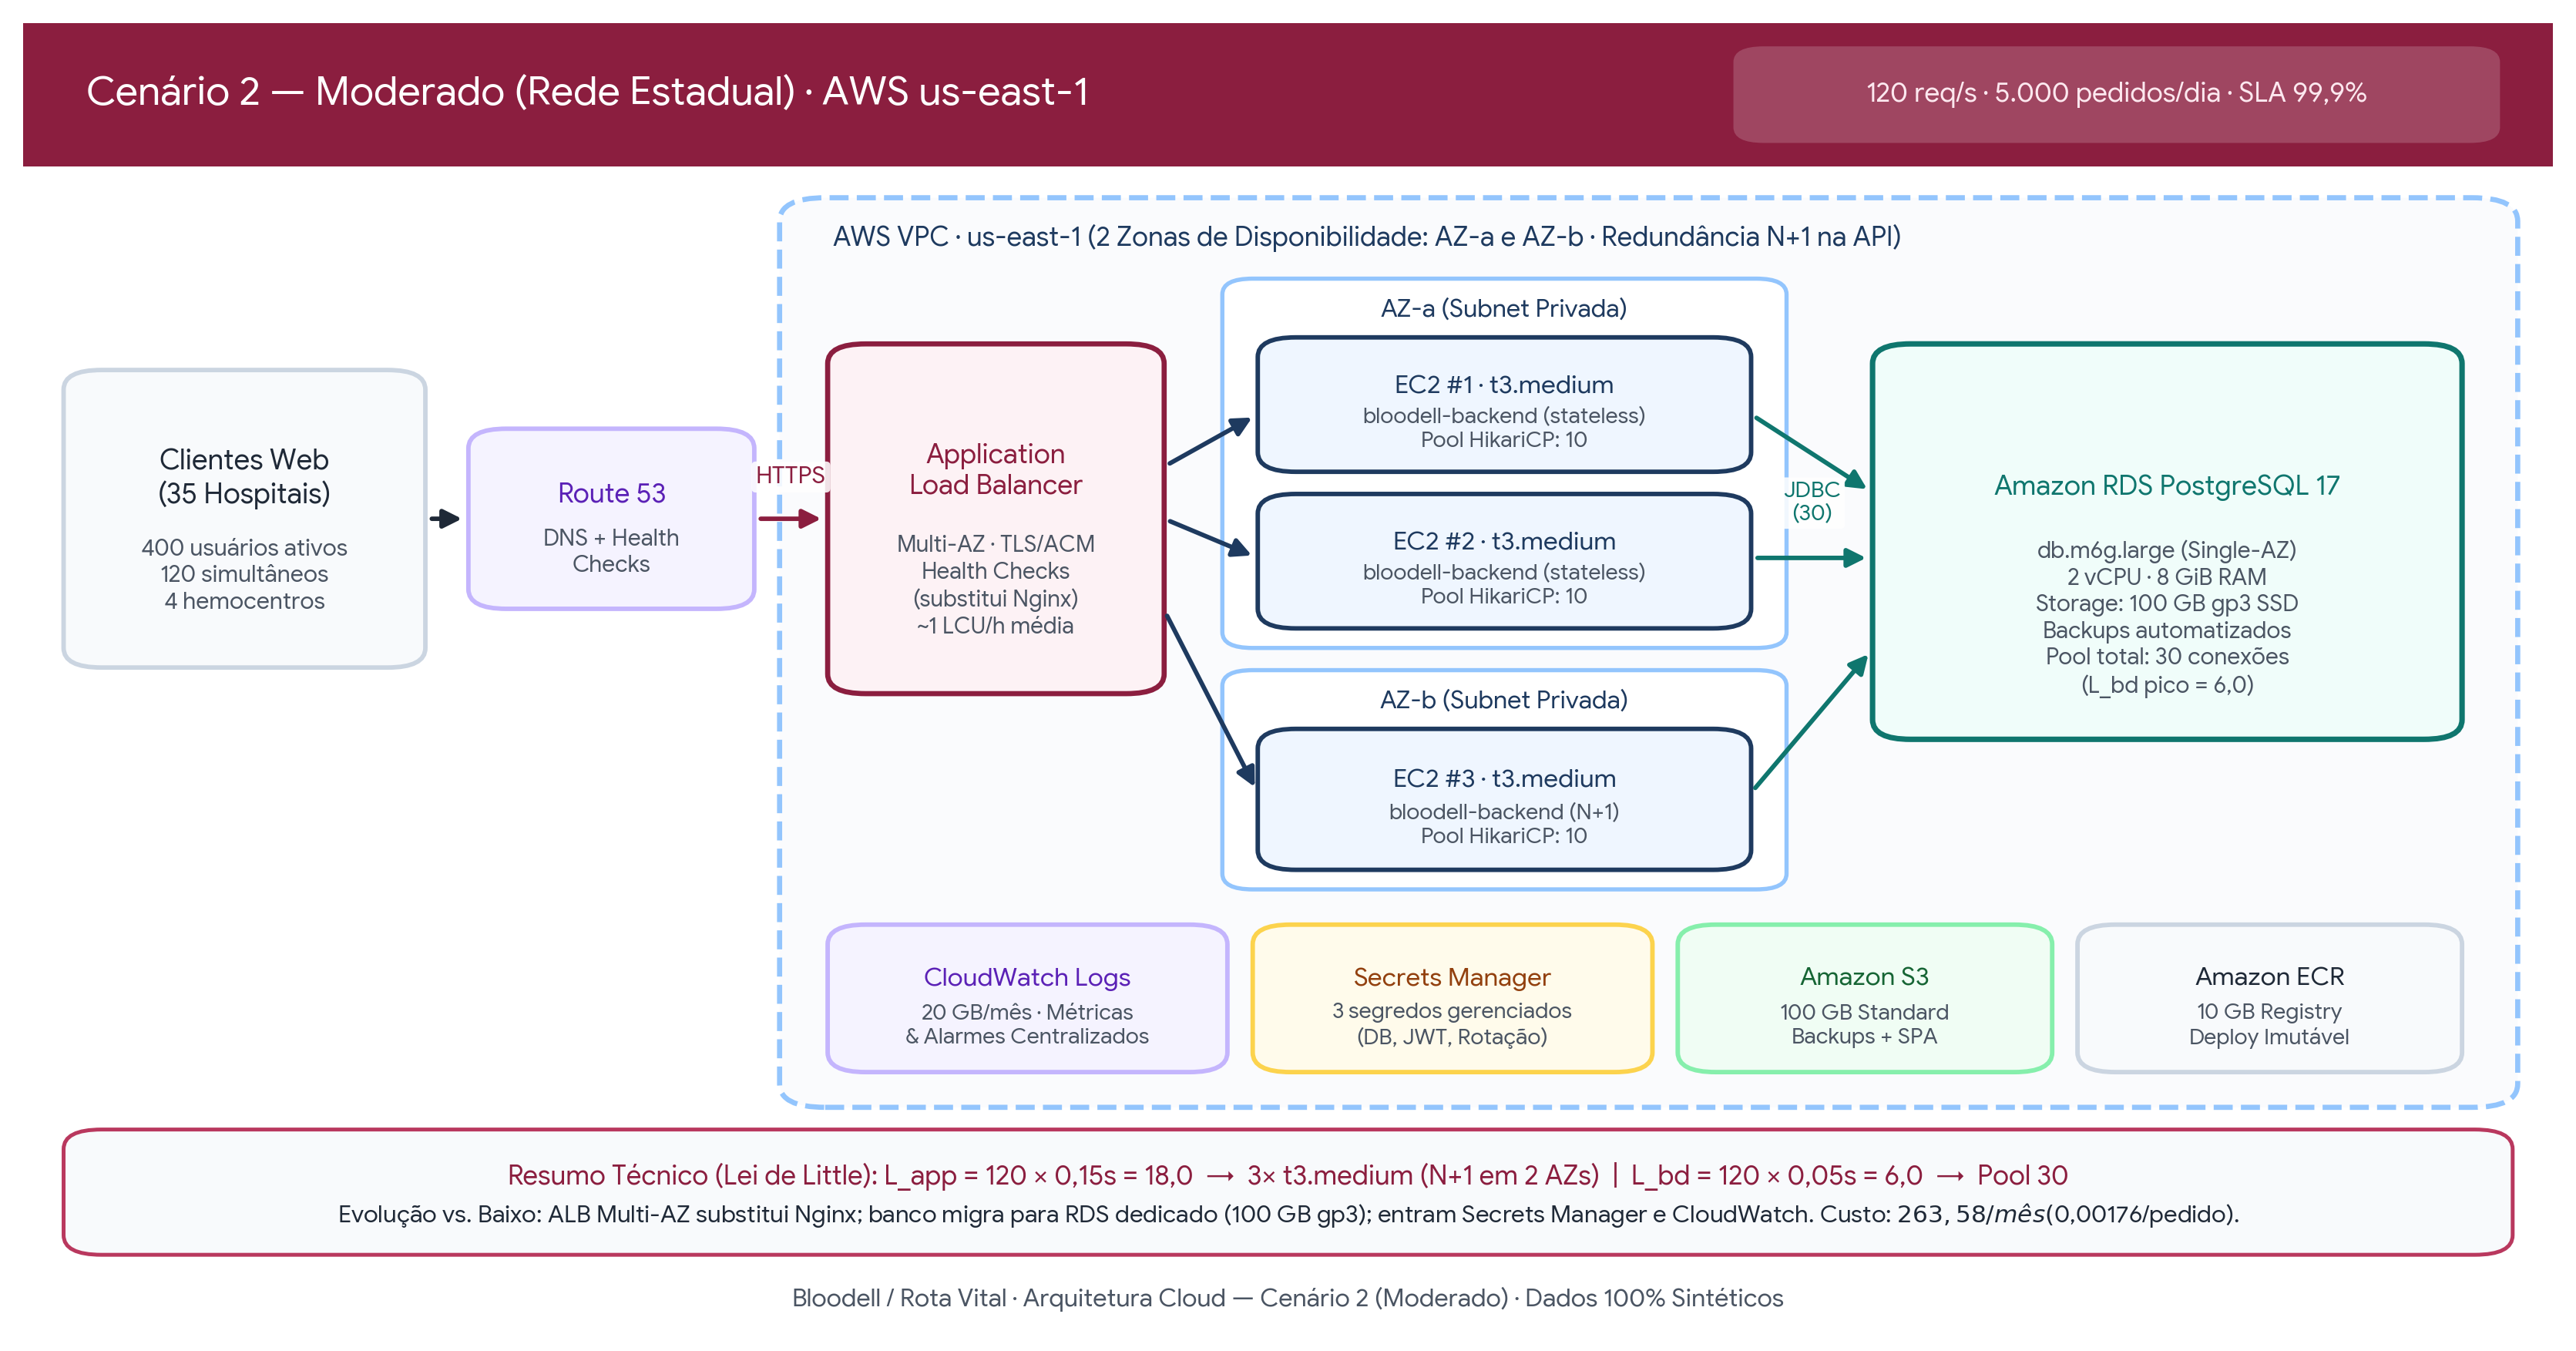 Cenário 2 — Moderado (Rede Estadual) · AWS us-east-1
120 req/s · 5.000 pedidos/dia · SLA 99,9%
AWS VPC · us-east-1 (2 Zonas de Disponibilidade: AZ-a e AZ-b · Redundância N+1 na API)
Clientes Web
(35 Hospitais)
400 usuários ativos
120 simultâneos
4 hemocentros
Route 53
DNS + Health
Checks
HTTPS
Application
Load Balancer
Multi-AZ · TLS/ACM
Health Checks
(substitui Nginx)
~1 LCU/h média
AZ-a (Subnet Privada)
EC2 #1 · t3.medium
bloodell-backend (stateless)
Pool HikariCP: 10
EC2 #2 · t3.medium
bloodell-backend (stateless)
Pool HikariCP: 10
AZ-b (Subnet Privada)
EC2 #3 · t3.medium
bloodell-backend (N+1)
Pool HikariCP: 10
JDBC
(30)
Amazon RDS PostgreSQL 17
db.m6g.large (Single-AZ)
2 vCPU · 8 GiB RAM
Storage: 100 GB gp3 SSD
Backups automatizados
Pool total: 30 conexões
(L_bd pico = 6,0)
CloudWatch Logs
20 GB/mês · Métricas
& Alarmes Centralizados
Secrets Manager
3 segredos gerenciados
(DB, JWT, Rotação)
Amazon S3
100 GB Standard
Backups + SPA
Amazon ECR
10 GB Registry
Deploy Imutável
Resumo Técnico (Lei de Little): L_app = 120 × 0,15s = 18,0 → 3× t3.medium (N+1 em 2 AZs) | L_bd = 120 × 0,05s = 6,0 → Pool 30
Evolução vs. Baixo: ALB Multi-AZ substitui Nginx; banco migra para RDS dedicado (100 GB gp3); entram Secrets Manager e CloudWatch. Custo: 263, 58/mês(0,00176/pedido).
Bloodell / Rota Vital · Arquitetura Cloud — Cenário 2 (Moderado) · Dados 100% Sintéticos